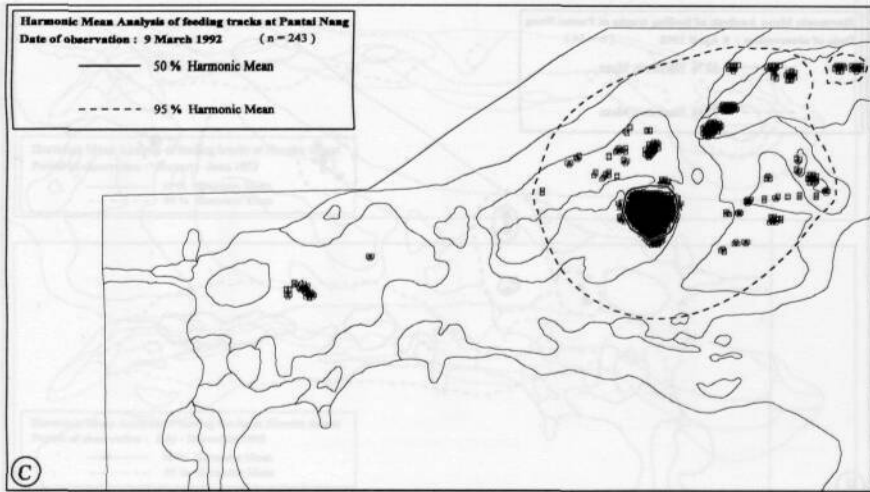 Harmonic Mean Analysis of feeding tracks at Pantai Nang
Date of observation : 9 March 1992 ( n = 243 )
50 % Harmonic Mean
95 % Harmonic Mean
C